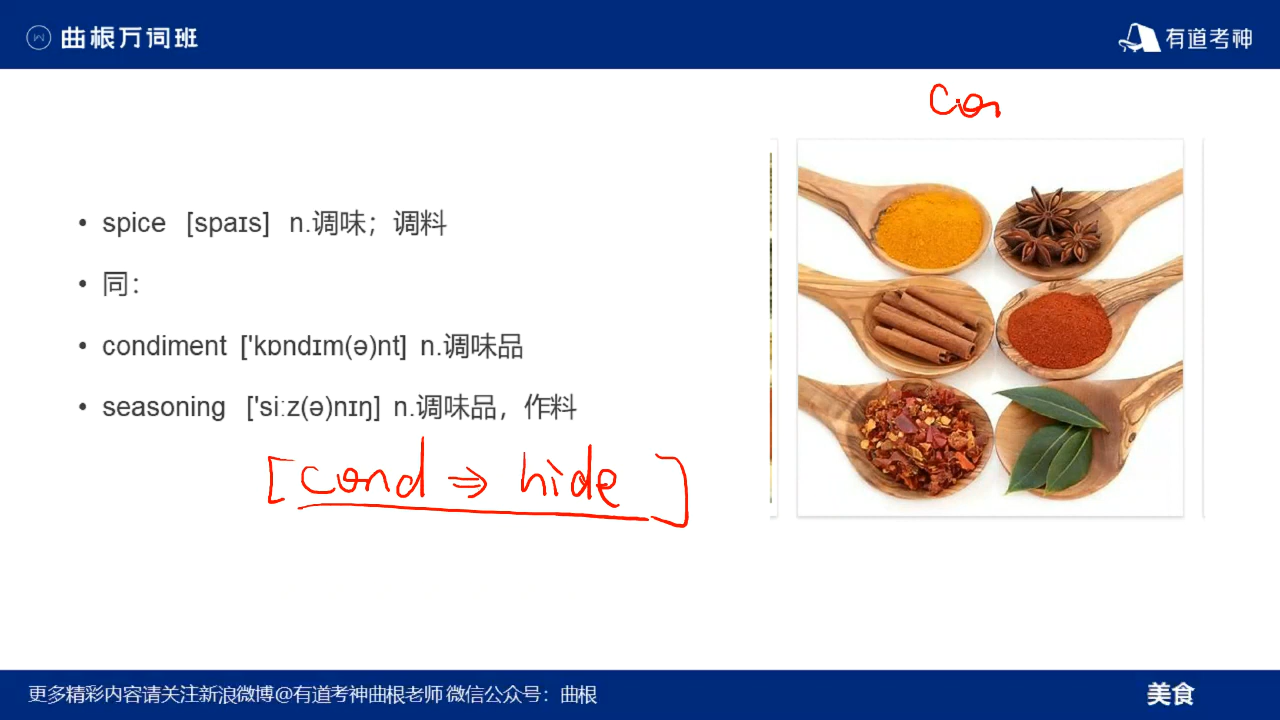 曲根万词班
有道考神
con
• spice [spaɪs] n.调味；调料
• 同：
• condiment ['kɒndɪm(ə)nt] n.调味品
• seasoning ['siːz(ə)nɪŋ] n.调味品，作料
[cond ⇒ hide]
更多精彩内容请关注新浪微博@有道考神曲根老师 微信公众号：曲根
美食